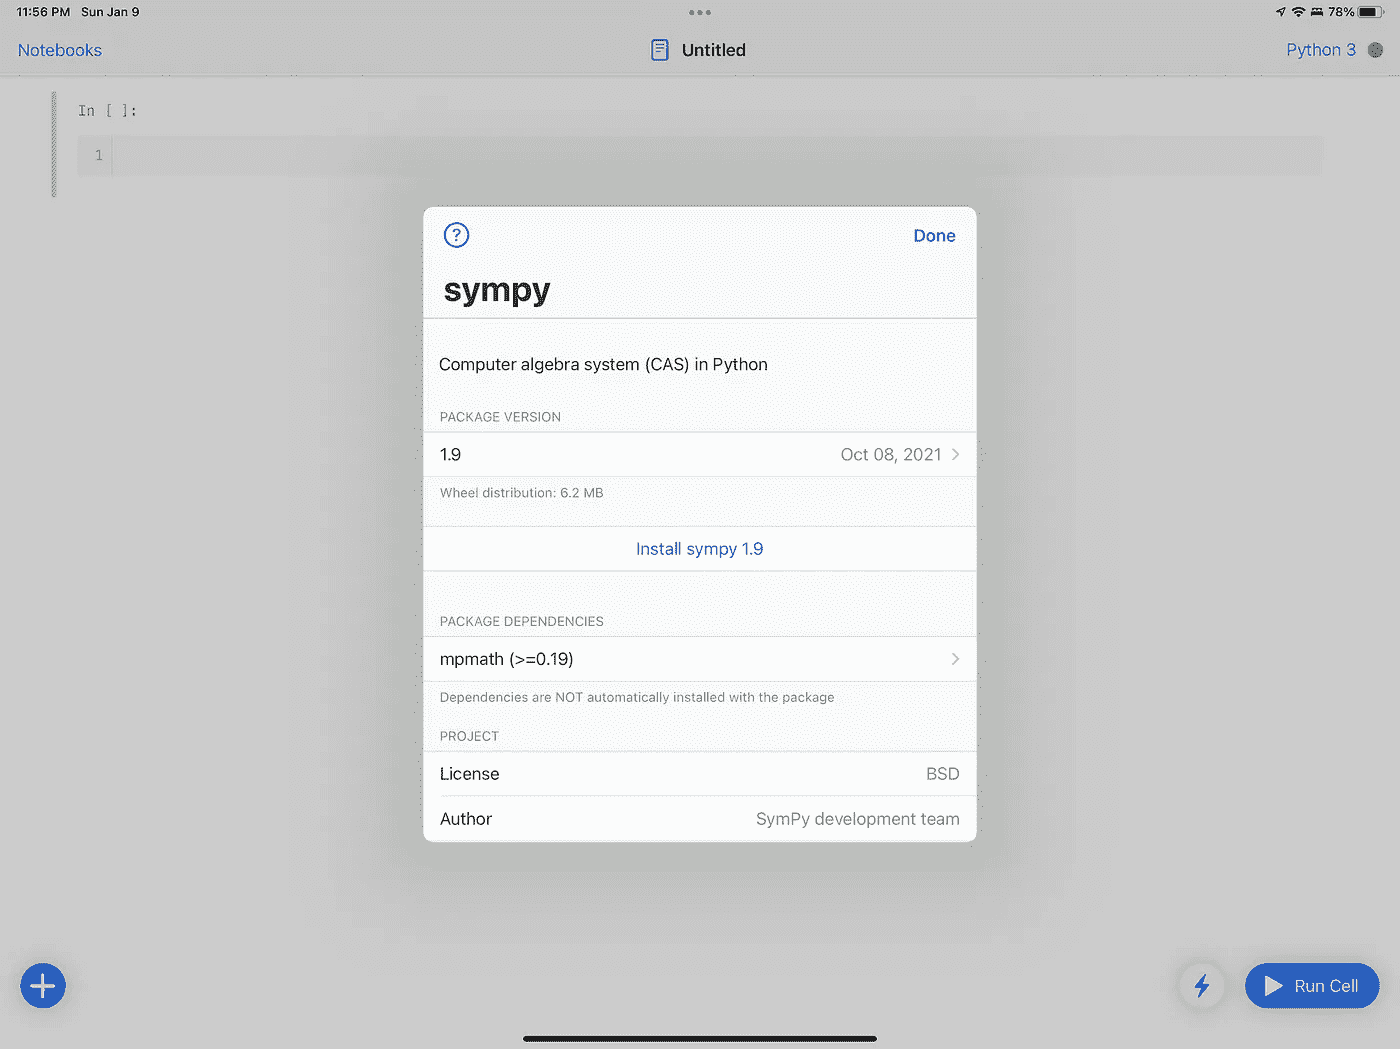 11:56 PM Sun Jan 9
78%
Notebooks
Untitled
Python 3
In [ ]:
1
?
Done
sympy
Computer algebra system (CAS) in Python
PACKAGE VERSION
1.9 Oct 08, 2021
Wheel distribution: 6.2 MB
Install sympy 1.9
PACKAGE DEPENDENCIES
mpmath (>=0.19)
Dependencies are NOT automatically installed with the package
PROJECT
License BSD
Author SymPy development team
Run Cell